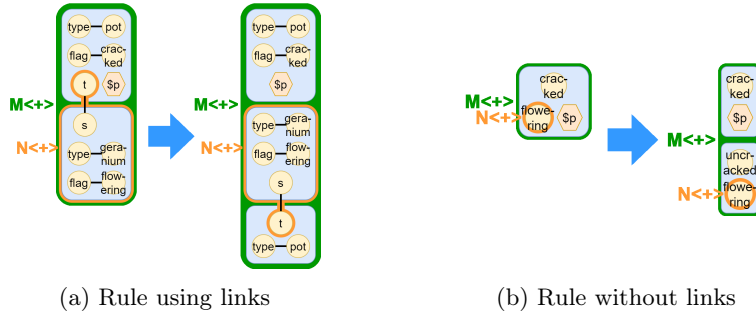 type pot
flag crac-
ked
t $p
M<+>
s
N<+>
type gera-
nium
flag flow-
ering
type pot
flag crac-
ked
$p
M<+>
type gera-
nium
N<+>
flag flow-
ering
s
t
type pot
crac-
ked
M<+>
N<+> flowe-
ring $p
crac-
ked
$p
M<+>
uncr-
acked
N<+> flowe-
ring
(a) Rule using links
(b) Rule without links